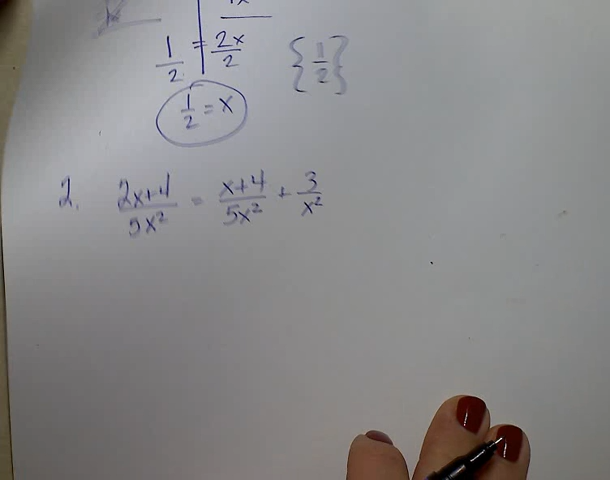 1/2 = 2x/2 {1/2}
1/2 = x
2. (2x+4)/(5x²) = (x+4)/(5x²) + 3/x²